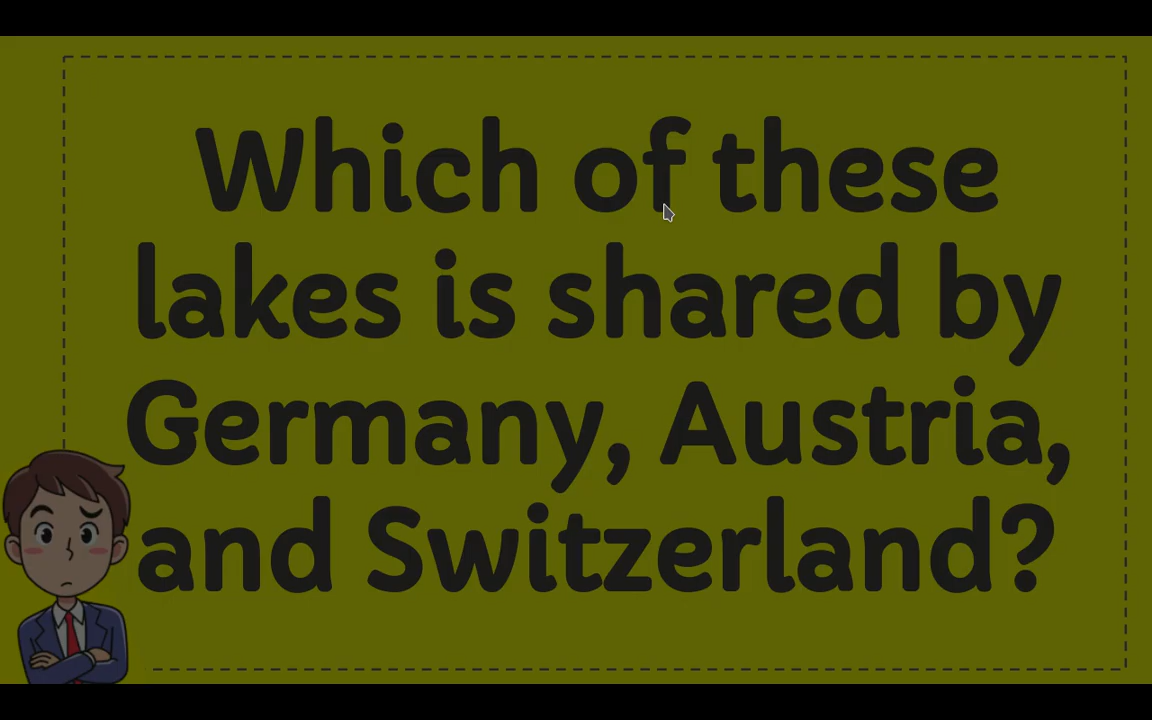 Which of these
lakes is shared by
Germany, Austria,
and Switzerland?